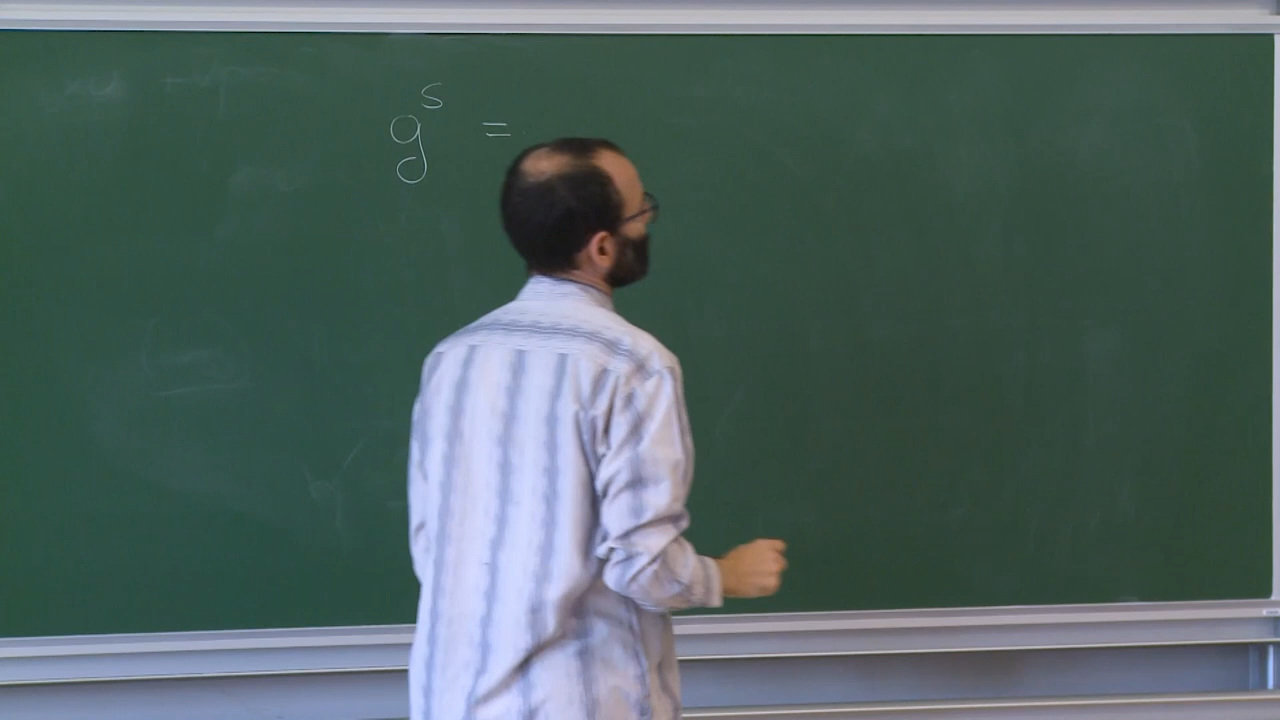 g^s =